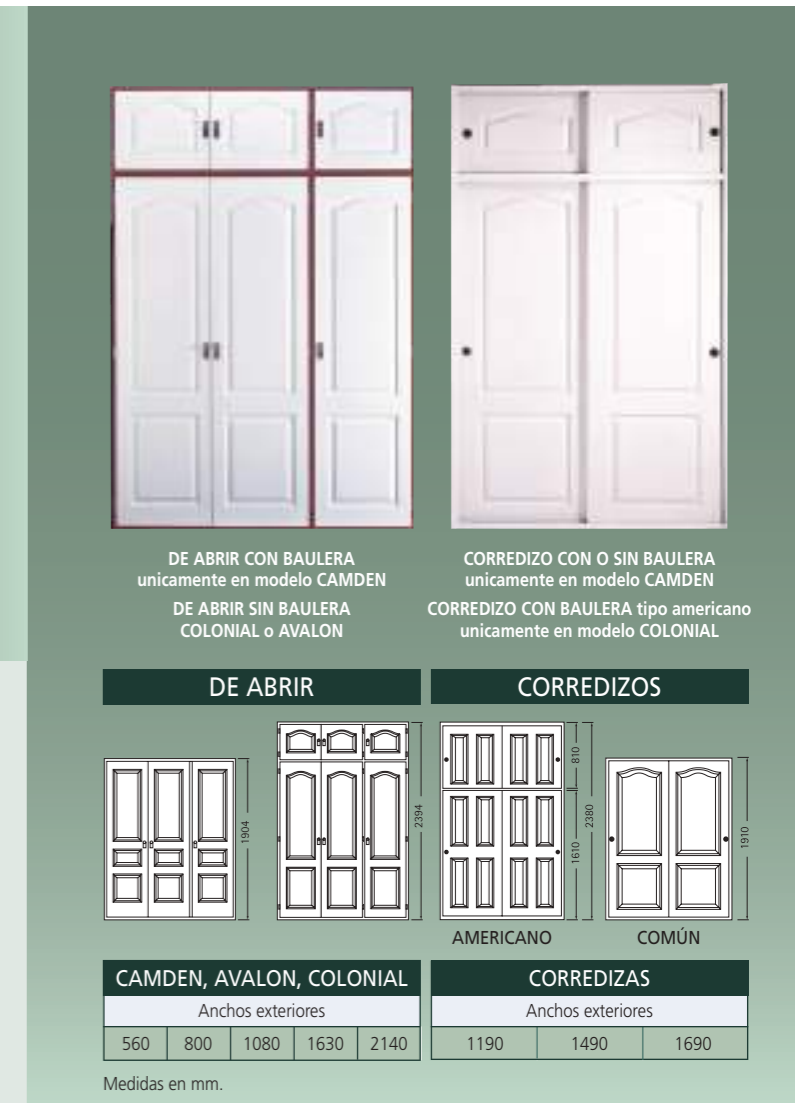 DE ABRIR CON BAULERA
unicamente en modelo CAMDEN
DE ABRIR SIN BAULERA
COLONIAL o AVALON
CORREDIZO CON O SIN BAULERA
unicamente en modelo CAMDEN
CORREDIZO CON BAULERA tipo americano
unicamente en modelo COLONIAL
DE ABRIR
1904
2394
CORREDIZOS
810
1610
2380
1910
AMERICANO
COMÚN
CAMDEN, AVALON, COLONIAL
Anchos exteriores
560 800 1080 1630 2140
CORREDIZAS
Anchos exteriores
1190 1490 1690
Medidas en mm.